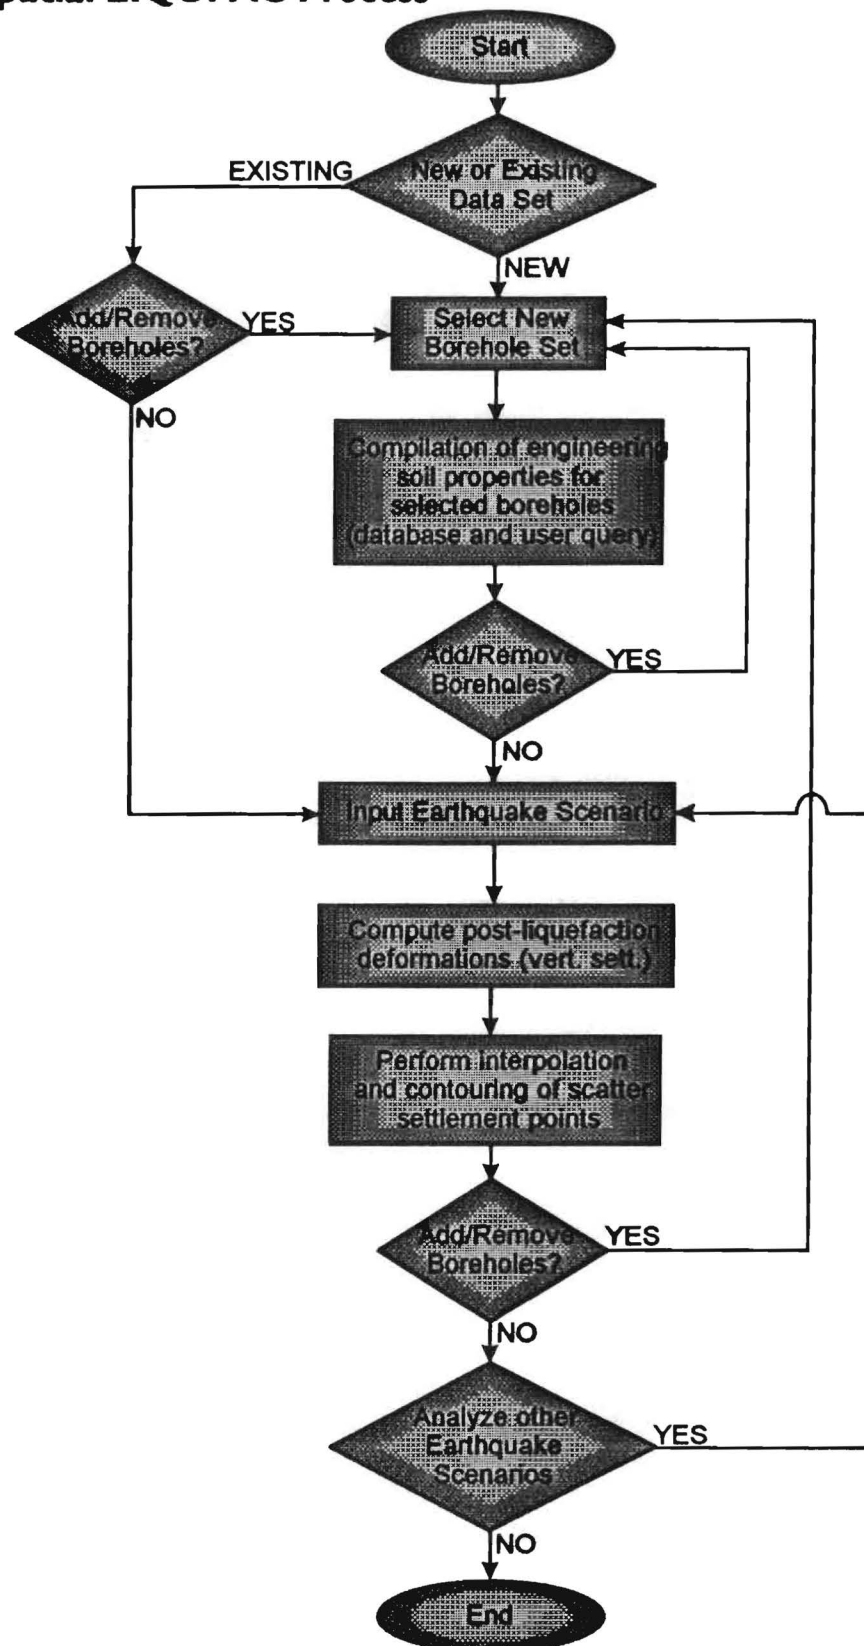 Start
New or Existing
Data Set
EXISTING
NEW
Add/Remove
Boreholes?
YES
NO
Select New
Borehole Set
Compilation of engineering
soil properties for
selected boreholes
(database and user query)
Add/Remove
Boreholes?
YES
NO
Input Earthquake Scenario
Compute post-liquefaction
deformations (vert. sett.)
Perform Interpolation
and contouring of scatter
settlement points
Add/Remove
Boreholes?
YES
NO
Analyze other
Earthquake
Scenarios
YES
NO
End